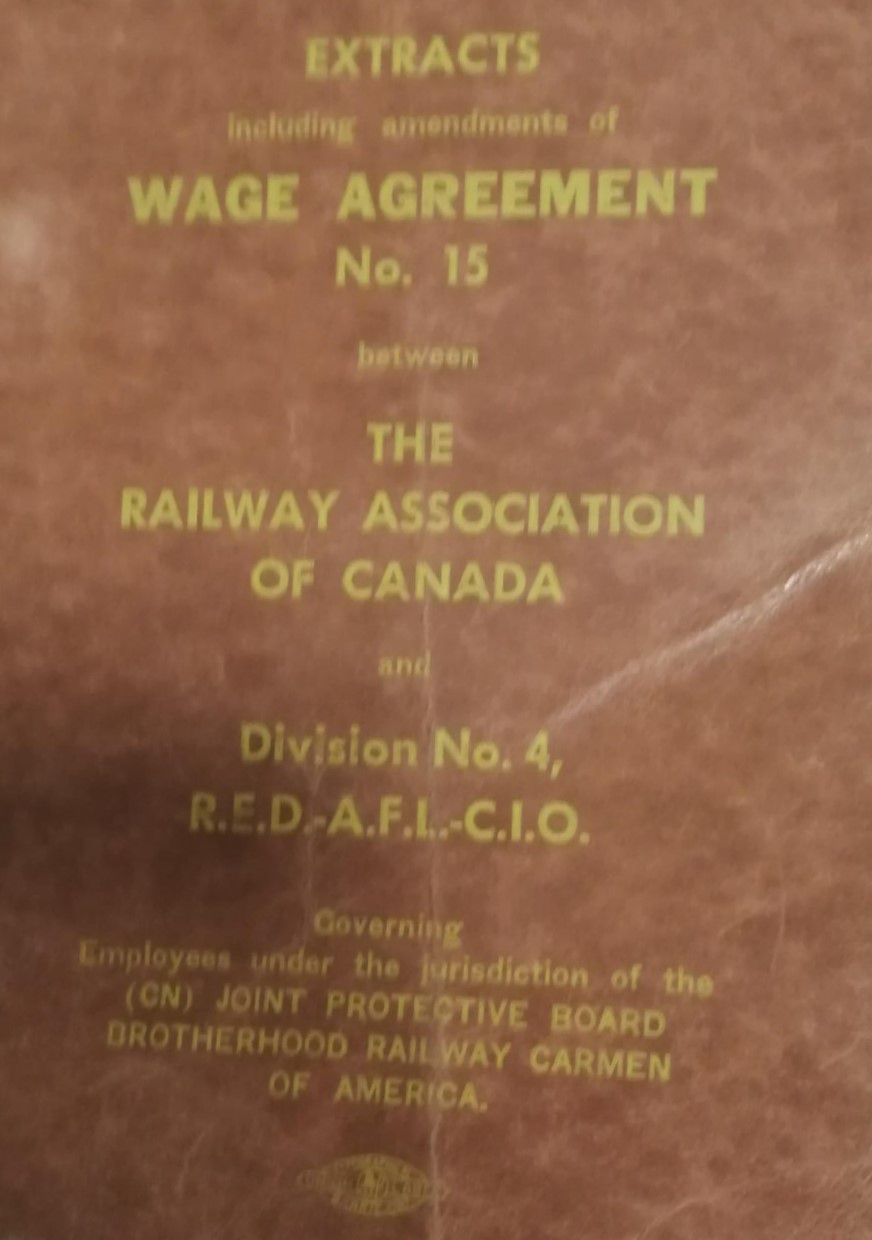 EXTRACTS
including amendments of
WAGE AGREEMENT
No. 15
between
THE
RAILWAY ASSOCIATION
OF CANADA
and
Division No. 4,
R.E.D.-A.F.L.-C.I.O.
Governing
Employees under the jurisdiction of the
(CN) JOINT PROTECTIVE BOARD
BROTHERHOOD RAILWAY CARMEN
OF AMERICA.